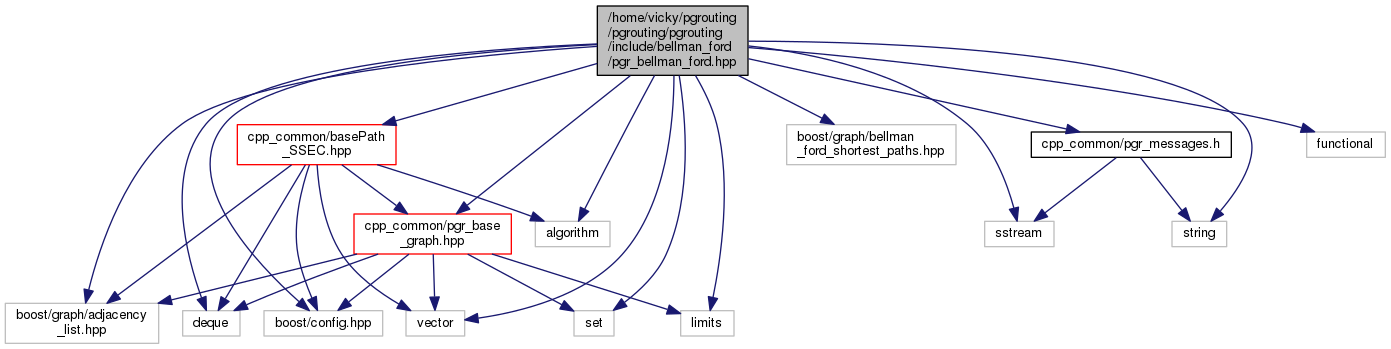 /home/vicky/pgrouting
/pgrouting/pgrouting
/include/bellman_ford
/pgr_bellman_ford.hpp
cpp_common/basePath
_SSEC.hpp
boost/graph/bellman
_ford_shortest_paths.hpp
cpp_common/pgr_messages.h
functional
cpp_common/pgr_base
_graph.hpp
algorithm
sstream
string
boost/graph/adjacency
_list.hpp
deque
boost/config.hpp
vector
set
limits